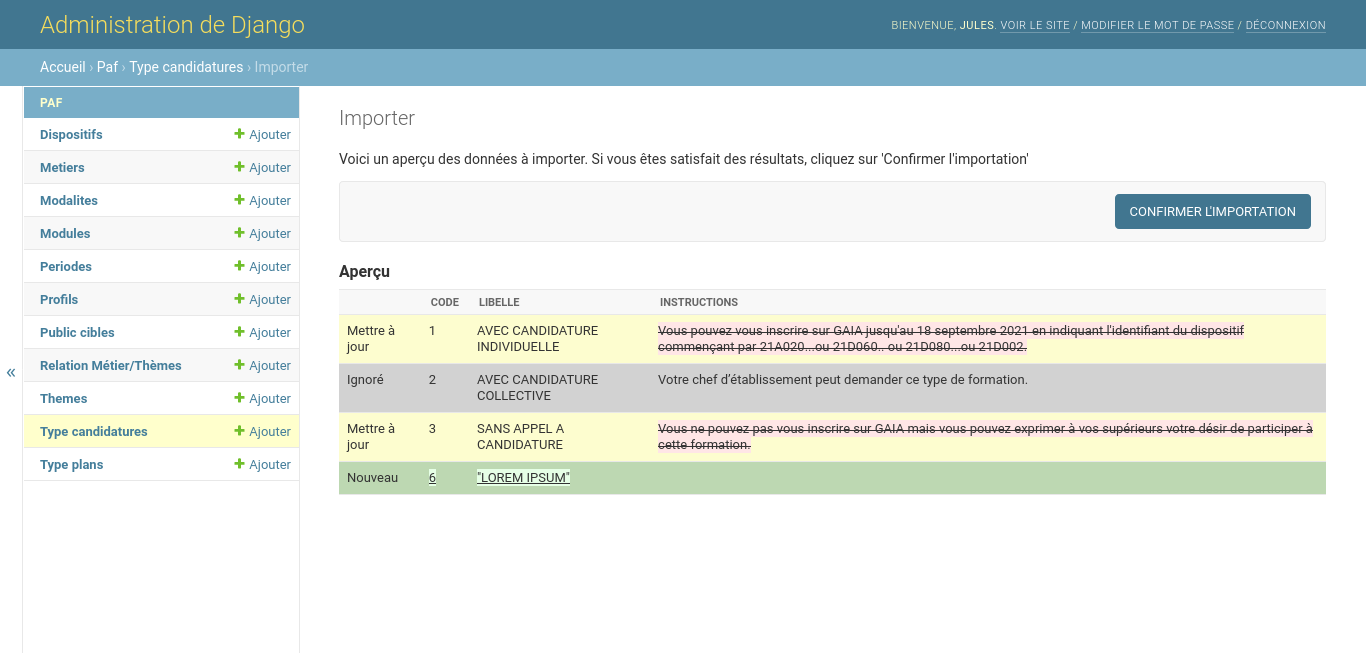 Administration de Django
BIENVENUE, JULES. VOIR LE SITE / MODIFIER LE MOT DE PASSE / DÉCONNEXION
Accueil › Paf › Type candidatures › Importer
PAF
Dispositifs Ajouter
Metiers Ajouter
Modalites Ajouter
Modules Ajouter
Periodes Ajouter
Profils Ajouter
Public cibles Ajouter
Relation Métier/Thèmes Ajouter
Themes Ajouter
Type candidatures Ajouter
Type plans Ajouter
«
Importer
Voici un aperçu des données à importer. Si vous êtes satisfait des résultats, cliquez sur 'Confirmer l'importation'
CONFIRMER L'IMPORTATION
Aperçu
CODE LIBELLE INSTRUCTIONS
Mettre à 1 AVEC CANDIDATURE Vous pouvez vous inscrire sur GAIA jusqu'au 18 septembre 2021 en indiquant l'identifiant du dispositif
jour INDIVIDUELLE commençant par 21A020...ou 21D060.. ou 21D080...ou 21D002.
Ignoré 2 AVEC CANDIDATURE Votre chef d’établissement peut demander ce type de formation.
COLLECTIVE
Mettre à 3 SANS APPEL A Vous ne pouvez pas vous inscrire sur GAIA mais vous pouvez exprimer à vos supérieurs votre désir de participer à
jour CANDIDATURE cette formation.
Nouveau 6 "LOREM IPSUM"